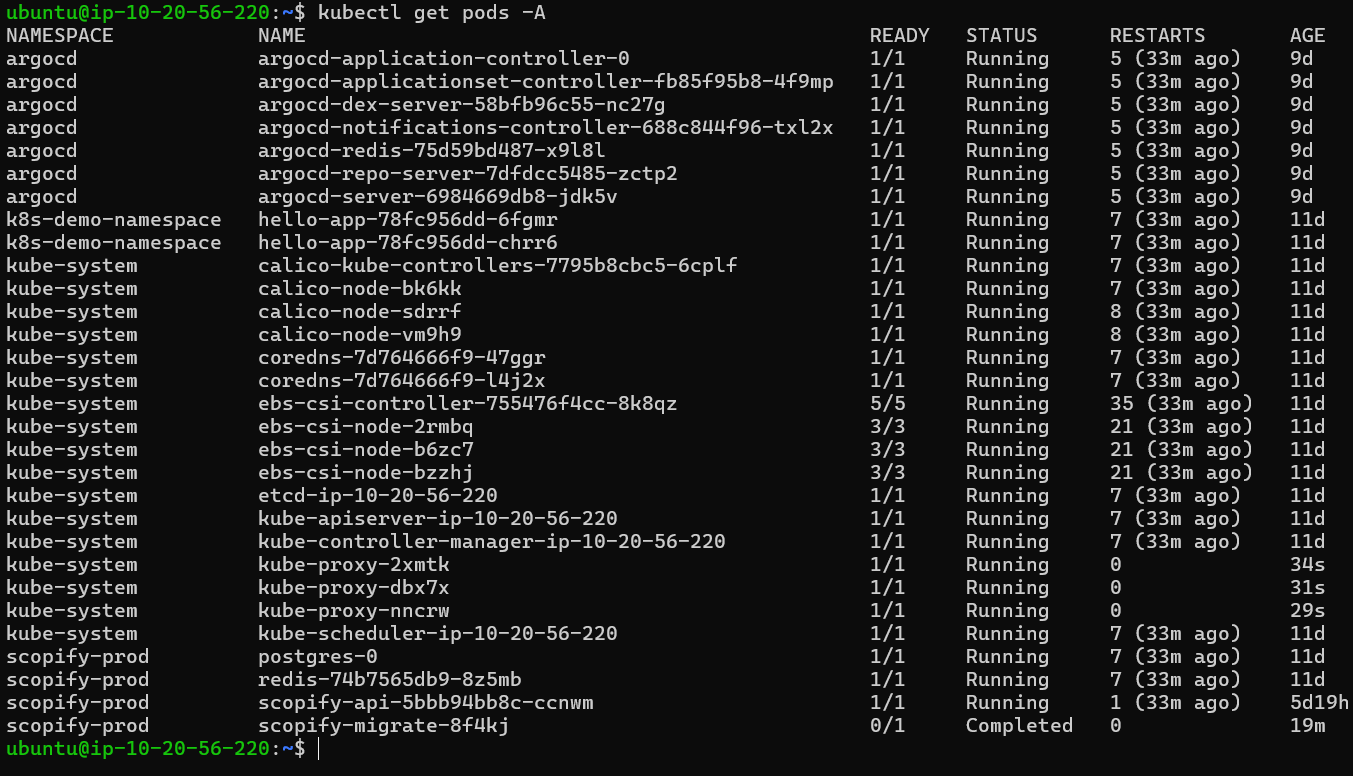 ubuntu@ip-10-20-56-220:~$ kubectl get pods -A
NAMESPACE NAME READY STATUS RESTARTS AGE
argocd argocd-application-controller-0 1/1 Running 5 (33m ago) 9d
argocd argocd-applicationset-controller-fb85f95b8-4f9mp 1/1 Running 5 (33m ago) 9d
argocd argocd-dex-server-58bfb96c55-nc27g 1/1 Running 5 (33m ago) 9d
argocd argocd-notifications-controller-688c844f96-txl2x 1/1 Running 5 (33m ago) 9d
argocd argocd-redis-75d59bd487-x9l8l 1/1 Running 5 (33m ago) 9d
argocd argocd-repo-server-7dfdcc5485-zctp2 1/1 Running 5 (33m ago) 9d
argocd argocd-server-6984669db8-jdk5v 1/1 Running 5 (33m ago) 9d
k8s-demo-namespace hello-app-78fc956dd-6fgmr 1/1 Running 7 (33m ago) 11d
k8s-demo-namespace hello-app-78fc956dd-chrr6 1/1 Running 7 (33m ago) 11d
kube-system calico-kube-controllers-7795b8cbc5-6cplf 1/1 Running 7 (33m ago) 11d
kube-system calico-node-bk6kk 1/1 Running 7 (33m ago) 11d
kube-system calico-node-sdrrf 1/1 Running 8 (33m ago) 11d
kube-system calico-node-vm9h9 1/1 Running 8 (33m ago) 11d
kube-system coredns-7d764666f9-47ggr 1/1 Running 7 (33m ago) 11d
kube-system coredns-7d764666f9-l4j2x 1/1 Running 7 (33m ago) 11d
kube-system ebs-csi-controller-755476f4cc-8k8qz 5/5 Running 35 (33m ago) 11d
kube-system ebs-csi-node-2rmbq 3/3 Running 21 (33m ago) 11d
kube-system ebs-csi-node-b6zc7 3/3 Running 21 (33m ago) 11d
kube-system ebs-csi-node-bzzhj 3/3 Running 21 (33m ago) 11d
kube-system etcd-ip-10-20-56-220 1/1 Running 7 (33m ago) 11d
kube-system kube-apiserver-ip-10-20-56-220 1/1 Running 7 (33m ago) 11d
kube-system kube-controller-manager-ip-10-20-56-220 1/1 Running 7 (33m ago) 11d
kube-system kube-proxy-2xmtk 1/1 Running 0 34s
kube-system kube-proxy-dbx7x 1/1 Running 0 31s
kube-system kube-proxy-nncrw 1/1 Running 0 29s
kube-system kube-scheduler-ip-10-20-56-220 1/1 Running 7 (33m ago) 11d
scopify-prod postgres-0 1/1 Running 7 (33m ago) 11d
scopify-prod redis-74b7565db9-8z5mb 1/1 Running 7 (33m ago) 11d
scopify-prod scopify-api-5bbb94bb8c-ccnwm 1/1 Running 1 (33m ago) 5d19h
scopify-prod scopify-migrate-8f4kj 0/1 Completed 0 19m
ubuntu@ip-10-20-56-220:~$